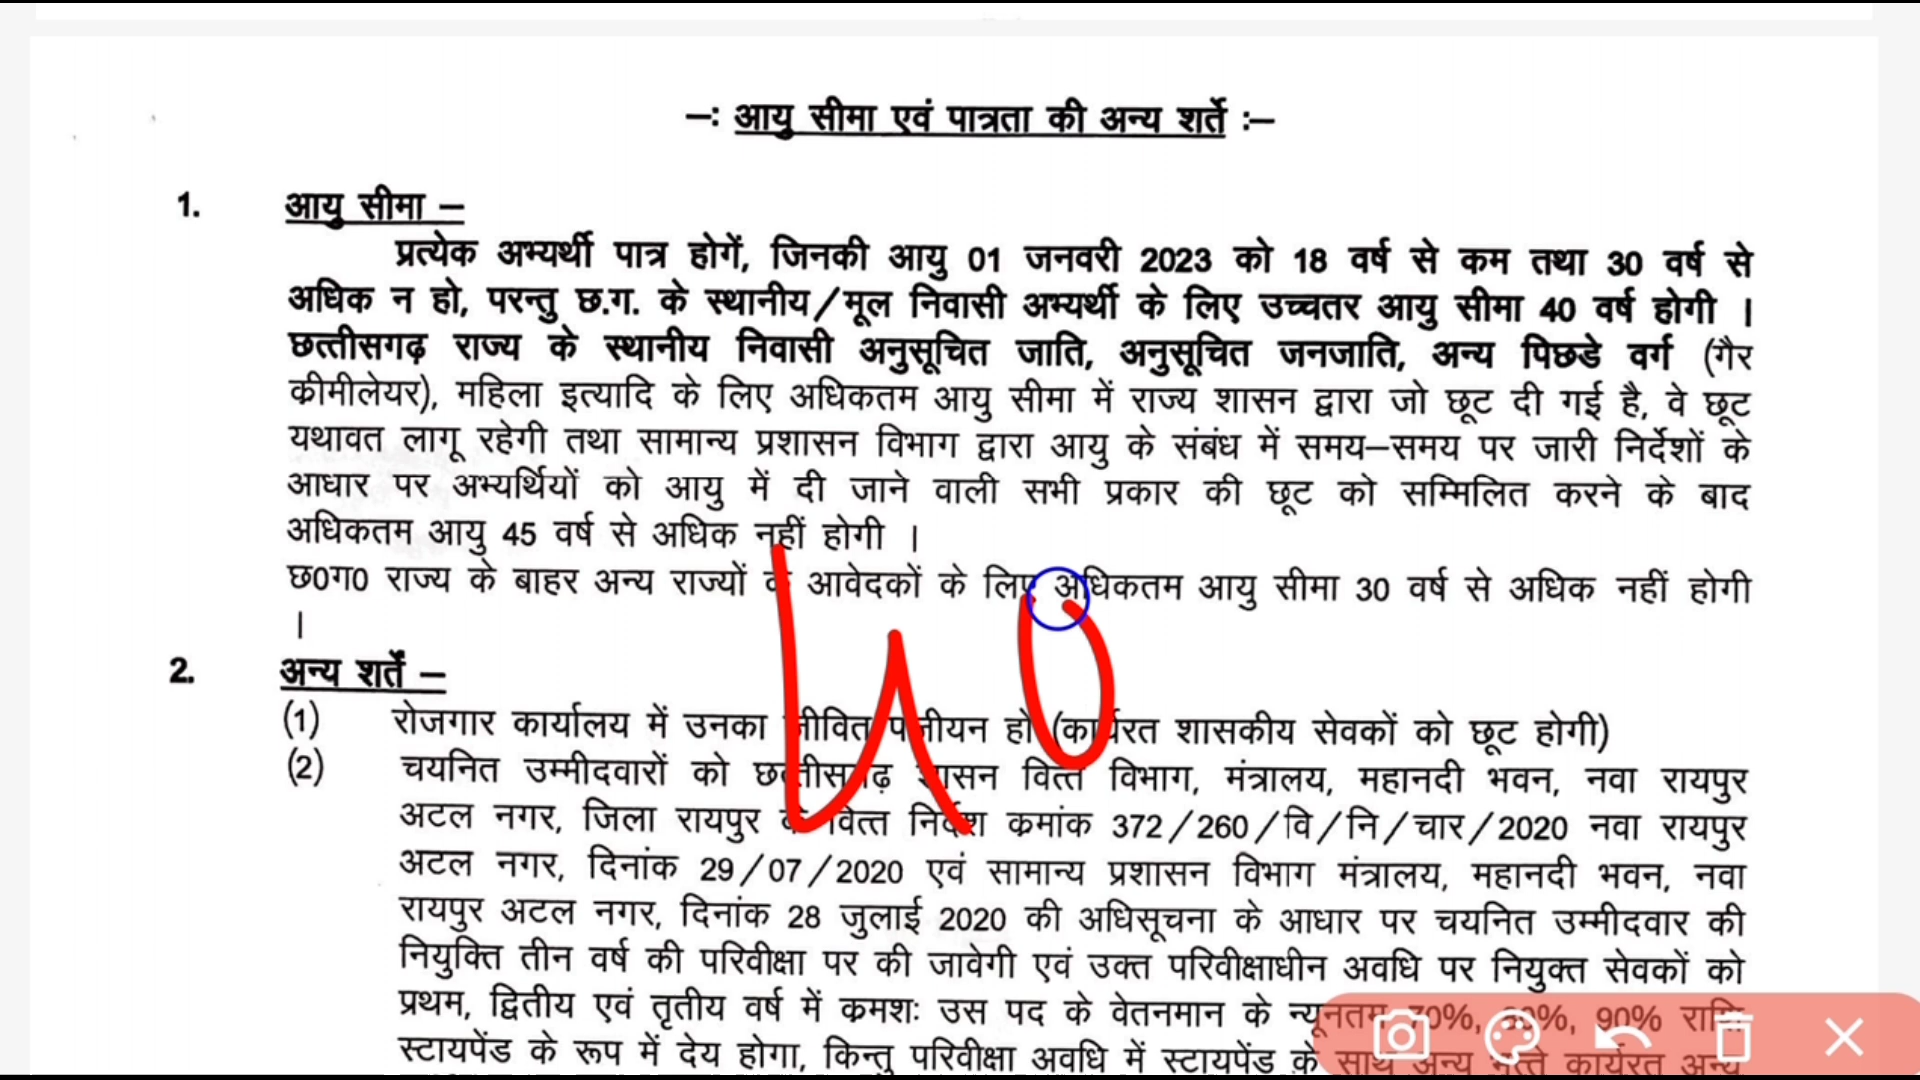 –: आयु सीमा एवं पात्रता की अन्य शर्ते :–
1. आयु सीमा –
प्रत्येक अभ्यर्थी पात्र होगें, जिनकी आयु 01 जनवरी 2023 को 18 वर्ष से कम तथा 30 वर्ष से
अधिक न हो, परन्तु छ.ग. के स्थानीय/मूल निवासी अभ्यर्थी के लिए उच्चतर आयु सीमा 40 वर्ष होगी ।
छत्तीसगढ़ राज्य के स्थानीय निवासी अनुसूचित जाति, अनुसूचित जनजाति, अन्य पिछडे वर्ग (गैर
कीमीलेयर), महिला इत्यादि के लिए अधिकतम आयु सीमा में राज्य शासन द्वारा जो छूट दी गई है, वे छूट
यथावत लागू रहेगी तथा सामान्य प्रशासन विभाग द्वारा आयु के संबंध में समय–समय पर जारी निर्देशों के
आधार पर अभ्यर्थियों को आयु में दी जाने वाली सभी प्रकार की छूट को सम्मिलित करने के बाद
अधिकतम आयु 45 वर्ष से अधिक नहीं होगी ।
छ0ग0 राज्य के बाहर अन्य राज्यों के आवेदकों के लिए अधिकतम आयु सीमा 30 वर्ष से अधिक नहीं होगी
।
40
2. अन्य शर्तें –
(1) रोजगार कार्यालय में उनका जीवित पंजीयन हो (कार्यरत शासकीय सेवकों को छूट होगी)
(2) चयनित उम्मीदवारों को छत्तीसगढ़ शासन वित्त विभाग, मंत्रालय, महानदी भवन, नवा रायपुर
अटल नगर, जिला रायपुर के वित्त निर्देश कमांक 372/260/वि/नि/चार/2020 नवा रायपुर
अटल नगर, दिनांक 29/07/2020 एवं सामान्य प्रशासन विभाग मंत्रालय, महानदी भवन, नवा
रायपुर अटल नगर, दिनांक 28 जुलाई 2020 की अधिसूचना के आधार पर चयनित उम्मीदवार की
नियुक्ति तीन वर्ष की परिवीक्षा पर की जावेगी एवं उक्त परिवीक्षाधीन अवधि पर नियुक्त सेवकों को
प्रथम, द्वितीय एवं तृतीय वर्ष में कमशः उस पद के वेतनमान के न्यूनतम 70%, 80%, 90% राशि
स्टायपेंड के रूप में देय होगा, किन्तु परिवीक्षा अवधि में स्टायपेंड के साथ अन्य भत्ते कार्यरत अन्य